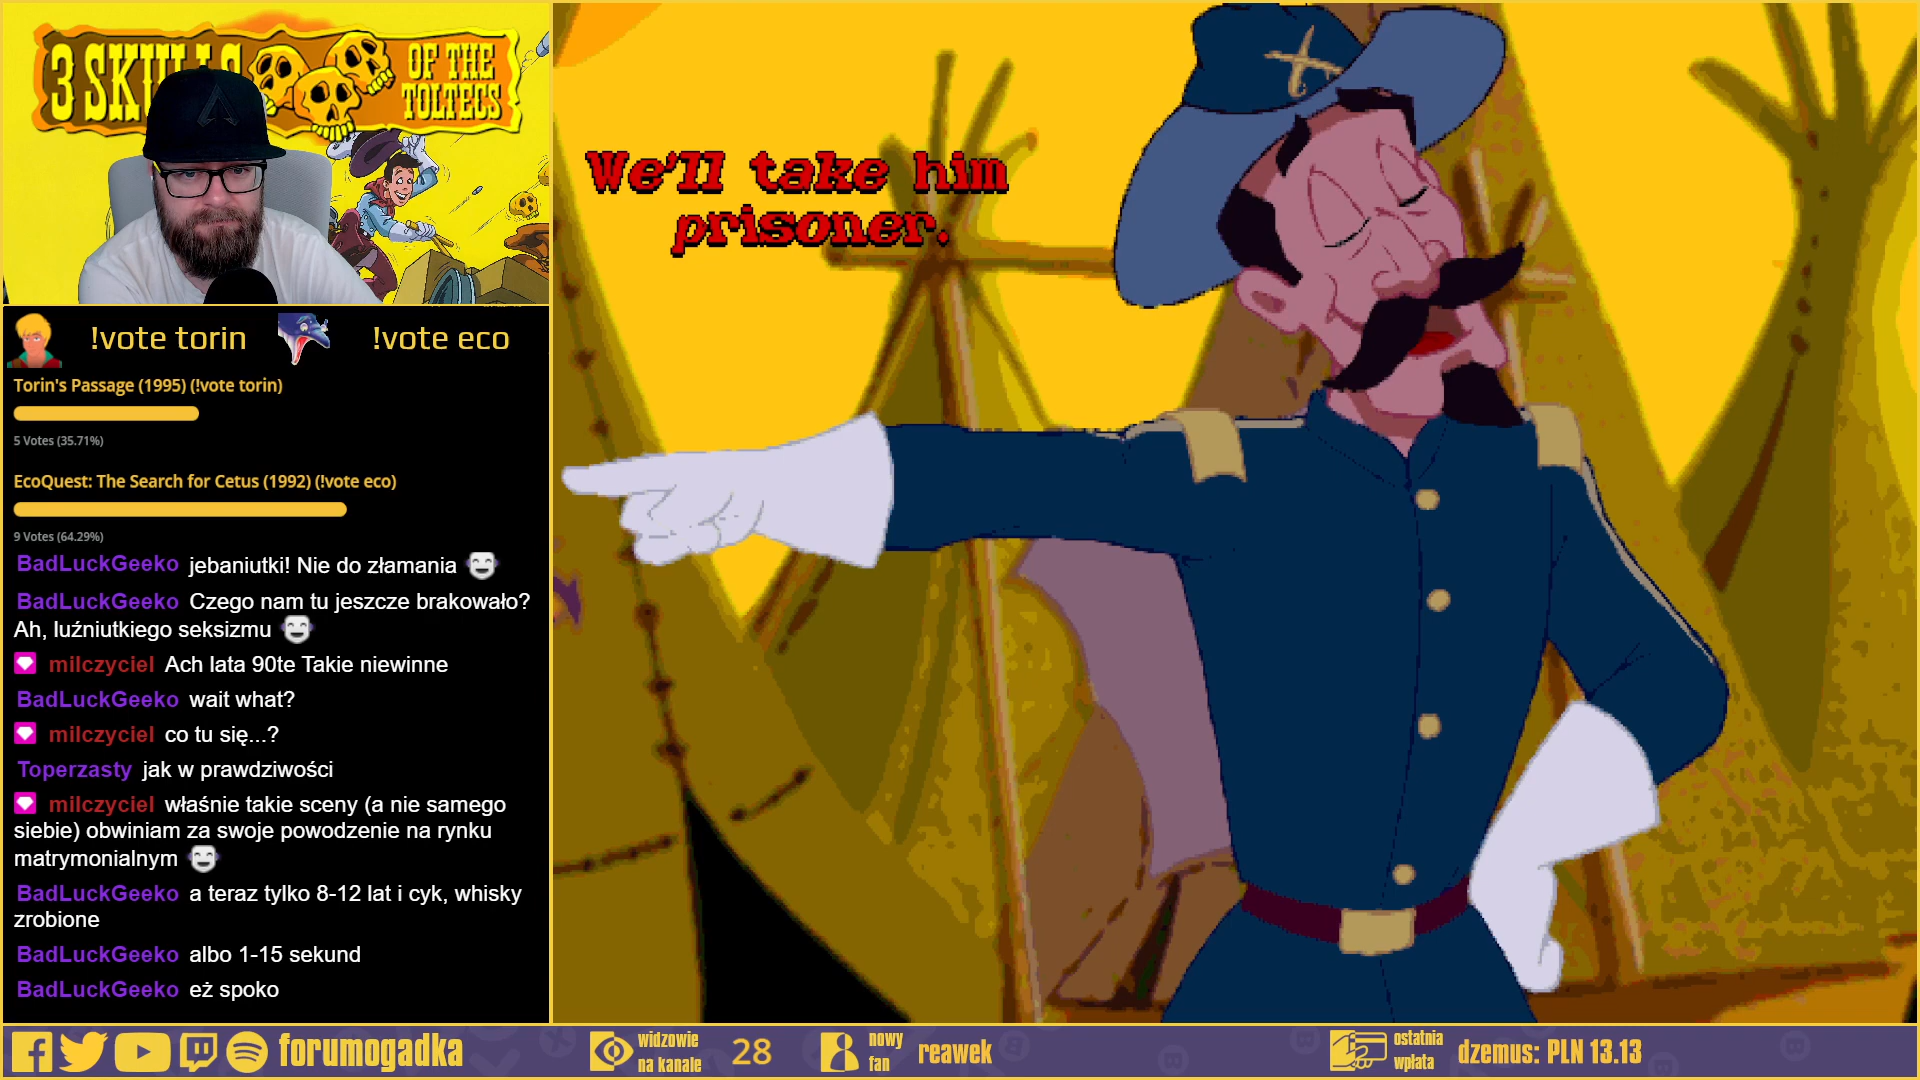 3 SKULLS
OF THE
TOLTECS
!vote torin
!vote eco
Torin's Passage (1995) (!vote torin)
5 Votes (35.71%)
EcoQuest: The Search for Cetus (1992) (!vote eco)
9 Votes (64.29%)
BadLuckGeeko jebaniutki! Nie do złamania
BadLuckGeeko Czego nam tu jeszcze brakowało?
Ah, luźniutkiego seksizmu
milczyciel Ach lata 90te Takie niewinne
BadLuckGeeko wait what?
milczyciel co tu się...?
Toperzasty jak w prawdziwości
milczyciel właśnie takie sceny (a nie samego
siebie) obwiniam za swoje powodzenie na rynku
matrymonialnym
BadLuckGeeko a teraz tylko 8-12 lat i cyk, whisky
zrobione
BadLuckGeeko albo 1-15 sekund
BadLuckGeeko eż spoko
We'll take him
prisoner.
forumogadka
widzowie
na kanale
28
nowy
fan
reawek
ostatnia
wpłata
dzemus: PLN 13.13